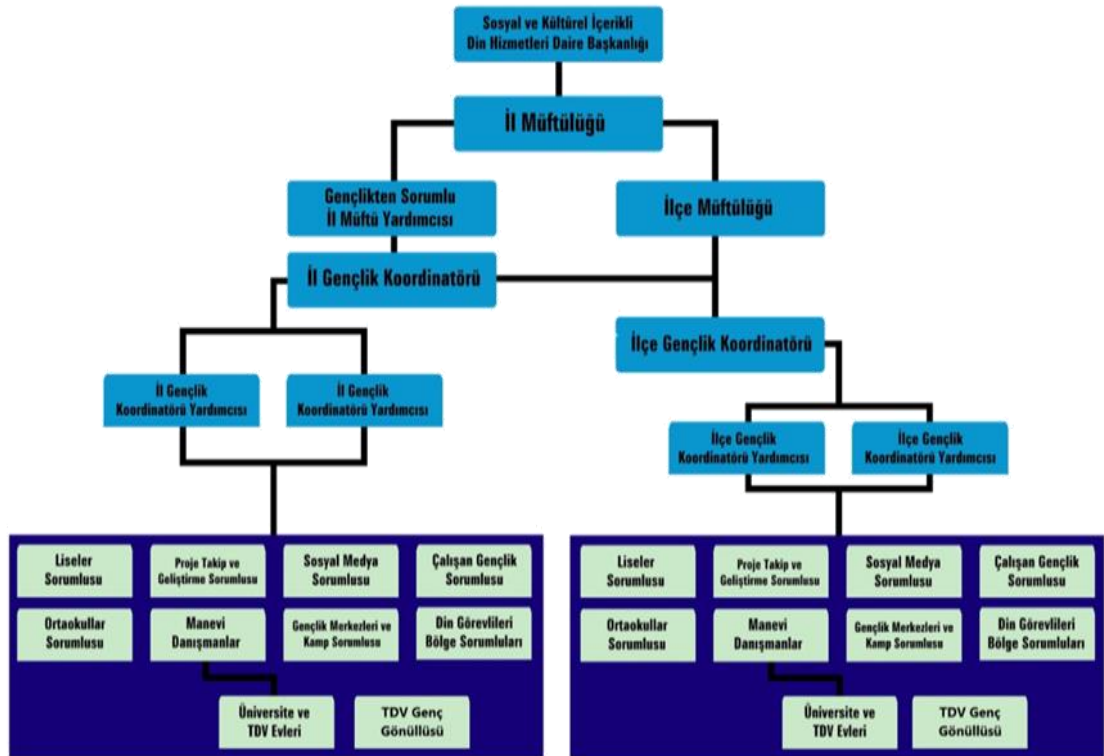 Sosyal ve Kültürel İçerikli
Din Hizmetleri Daire Başkanlığı
İl Müftülüğü
Gençlikten Sorumlu
İl Müftü Yardımcısı
İlçe Müftülüğü
İl Gençlik Koordinatörü
İlçe Gençlik Koordinatörü
İl Gençlik
Koordinatörü Yardımcısı
İl Gençlik
Koordinatörü Yardımcısı
İlçe Gençlik
Koordinatörü Yardımcısı
İlçe Gençlik
Koordinatörü Yardımcısı
Liseler
Sorumlusu
Proje Takip ve
Geliştirme Sorumlusu
Sosyal Medya
Sorumlusu
Çalışan Gençlik
Sorumlusu
Ortaokullar
Sorumlusu
Manevi
Danışmanlar
Gençlik Merkezleri ve
Kamp Sorumlusu
Din Görevlileri
Bölge Sorumluları
Üniversite ve
TDV Evleri
TDV Genç
Gönüllüsü
Liseler
Sorumlusu
Proje Takip ve
Geliştirme Sorumlusu
Sosyal Medya
Sorumlusu
Çalışan Gençlik
Sorumlusu
Ortaokullar
Sorumlusu
Manevi
Danışmanlar
Gençlik Merkezleri ve
Kamp Sorumlusu
Din Görevlileri
Bölge Sorumluları
Üniversite ve
TDV Evleri
TDV Genç
Gönüllüsü